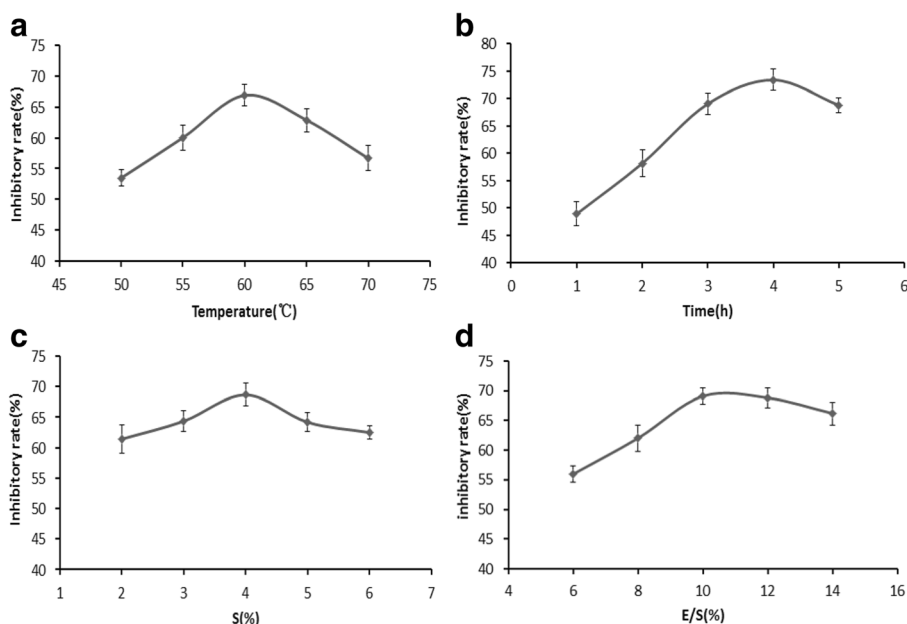 a
75
70
65
60
55
50
45
40
Inhibitory rate(%)
45 50 55 60 65 70 75
Temperature(℃)
b
80
75
70
65
60
55
50
45
40
Inhibitory rate(%)
0 1 2 3 4 5 6
Time(h)
c
75
70
65
60
55
50
45
40
Inhibitory rate(%)
1 2 3 4 5 6 7
S(%)
d
75
70
65
60
55
50
45
40
inhibitory rate(%)
4 6 8 10 12 14 16
E/S(%)